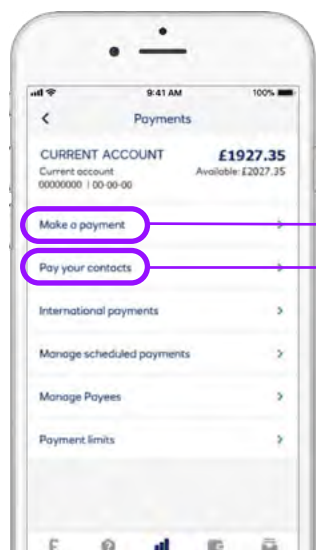 9:41 AM 100%
Payments
CURRENT ACCOUNT £1927.35
Current account Available: £2027.35
00000000 | 00-00-00
Make a payment
Pay your contacts
International payments
Manage scheduled payments
Manage Payees
Payment limits